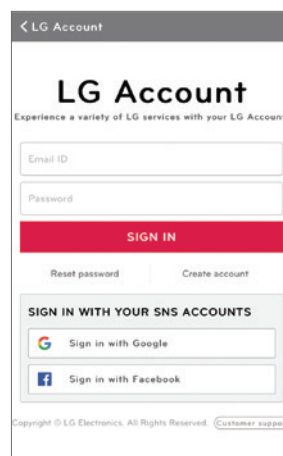 LG Account
LG Account
Experience a variety of LG services with your LG Accoun
Email ID
Password
SIGN IN
Reset password Create account
SIGN IN WITH YOUR SNS ACCOUNTS
Sign in with Google
Sign in with Facebook
Copyright © LG Electronics. All Rights Reserved. Customer suppo